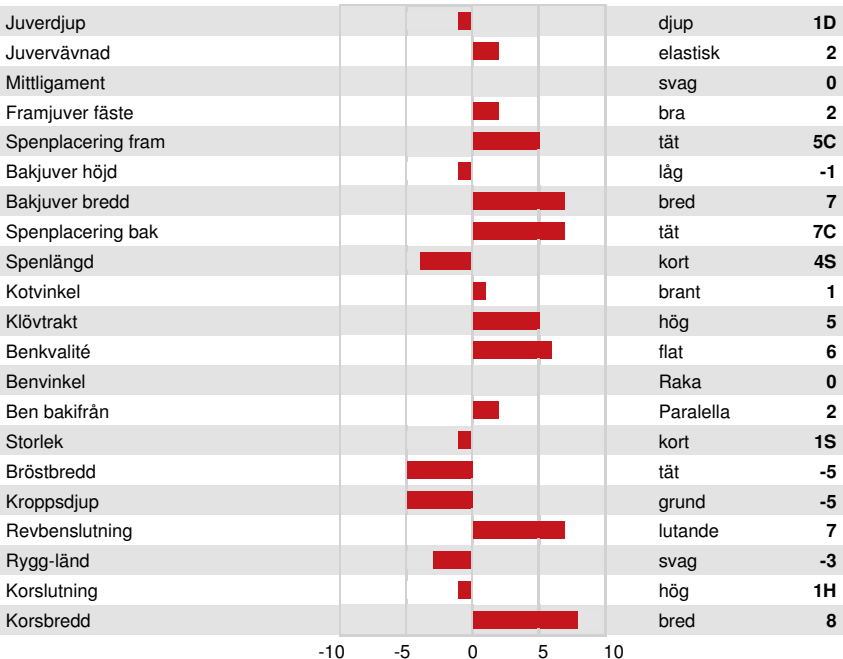 Juverdjup djup 1D
Juvervävnad elastisk 2
Mittligament svag 0
Framjuver fäste bra 2
Spenplacering fram tät 5C
Bakjuver höjd låg -1
Bakjuver bredd bred 7
Spenplacering bak tät 7C
Spenlängd kort 4S
Kotvinkel brant 1
Klövtrakt hög 5
Benkvalité flat 6
Benvinkel Raka 0
Ben bakifrån Paralella 2
Storlek kort 1S
Bröstbredd tät -5
Kroppsdjup grund -5
Revbenslutning lutande 7
Rygg-länd svag -3
Korslutning hög 1H
Korsbredd bred 8
-10 -5 0 5 10